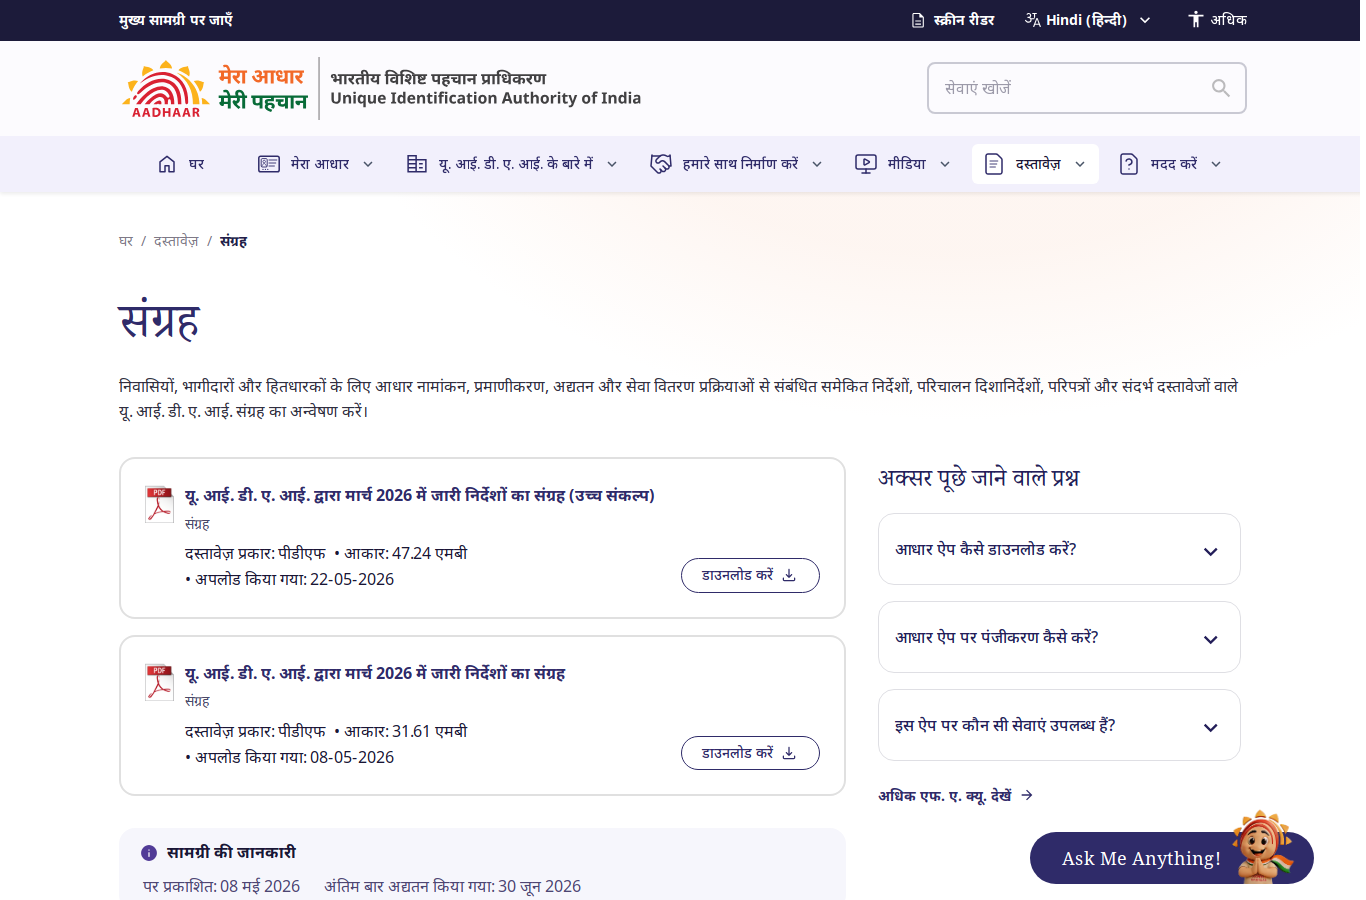 मुख्य सामग्री पर जाएँ
स्क्रीन रीडर
Hindi (हिन्दी)
अधिक
AADHAAR
मेरा आधार
मेरी पहचान
भारतीय विशिष्ट पहचान प्राधिकरण
Unique Identification Authority of India
सेवाएं खोजें
घर
मेरा आधार
यू. आई. डी. ए. आई. के बारे में
हमारे साथ निर्माण करें
मीडिया
दस्तावेज़
मदद करें
घर / दस्तावेज़ / संग्रह
संग्रह
निवासियों, भागीदारों और हितधारकों के लिए आधार नामांकन, प्रमाणीकरण, अद्यतन और सेवा वितरण प्रक्रियाओं से संबंधित समेकित निर्देशों, परिचालन दिशानिर्देशों, परिपत्रों और संदर्भ दस्तावेजों वाले
यू. आई. डी. ए. आई. संग्रह का अन्वेषण करें।
PDF
यू. आई. डी. ए. आई. द्वारा मार्च 2026 में जारी निर्देशों का संग्रह (उच्च संकल्प)
संग्रह
दस्तावेज़ प्रकार: पीडीएफ • आकार: 47.24 एमबी
• अपलोड किया गया: 22-05-2026
डाउनलोड करें
PDF
यू. आई. डी. ए. आई. द्वारा मार्च 2026 में जारी निर्देशों का संग्रह
संग्रह
दस्तावेज़ प्रकार: पीडीएफ • आकार: 31.61 एमबी
• अपलोड किया गया: 08-05-2026
डाउनलोड करें
सामग्री की जानकारी
पर प्रकाशित: 08 मई 2026
अंतिम बार अद्यतन किया गया: 30 जून 2026
अक्सर पूछे जाने वाले प्रश्न
आधार ऐप कैसे डाउनलोड करें?
आधार ऐप पर पंजीकरण कैसे करें?
इस ऐप पर कौन सी सेवाएं उपलब्ध हैं?
अधिक एफ. ए. क्यू. देखें
Ask Me Anything!